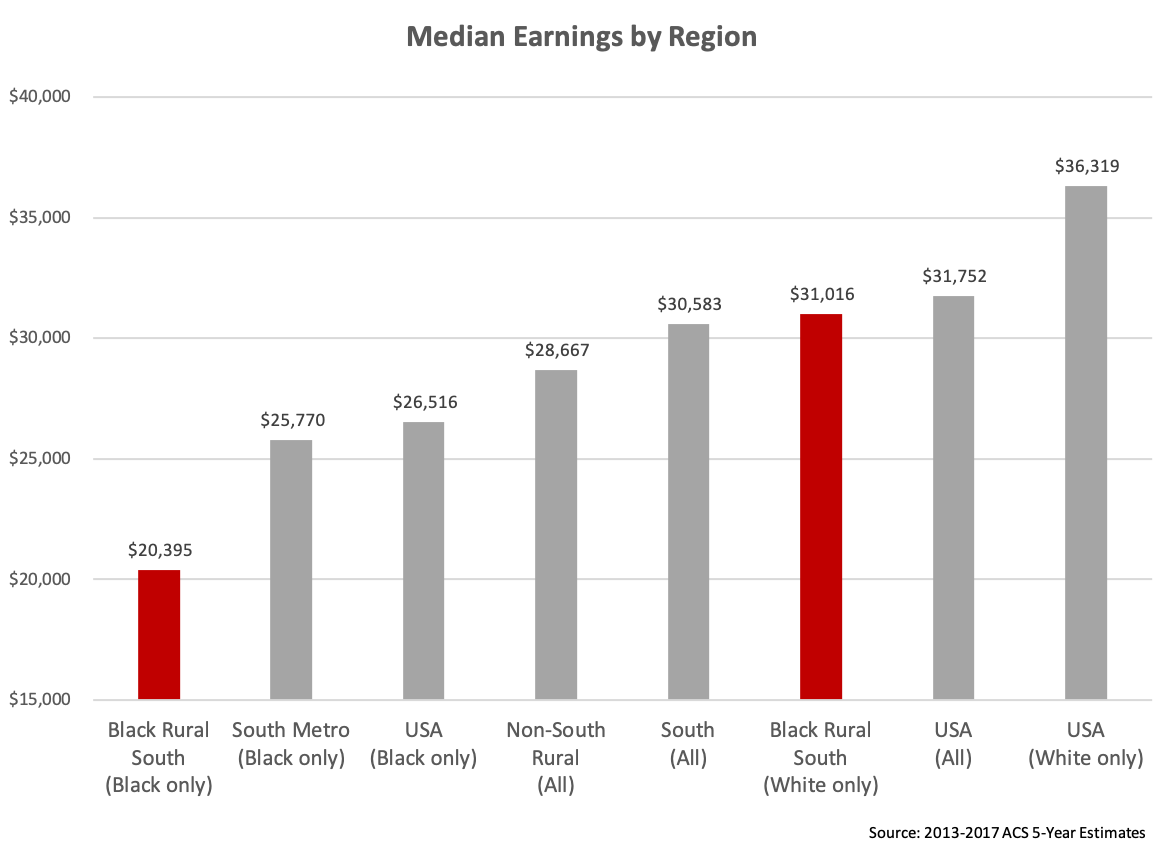 Median Earnings by Region
$40,000
$35,000
$30,000
$25,000
$20,000
$15,000
$20,395
$25,770
$26,516
$28,667
$30,583
$31,016
$31,752
$36,319
Black Rural
South
(Black only)
South Metro
(Black only)
USA
(Black only)
Non-South
Rural
(All)
South
(All)
Black Rural
South
(White only)
USA
(All)
USA
(White only)
Source: 2013-2017 ACS 5-Year Estimates